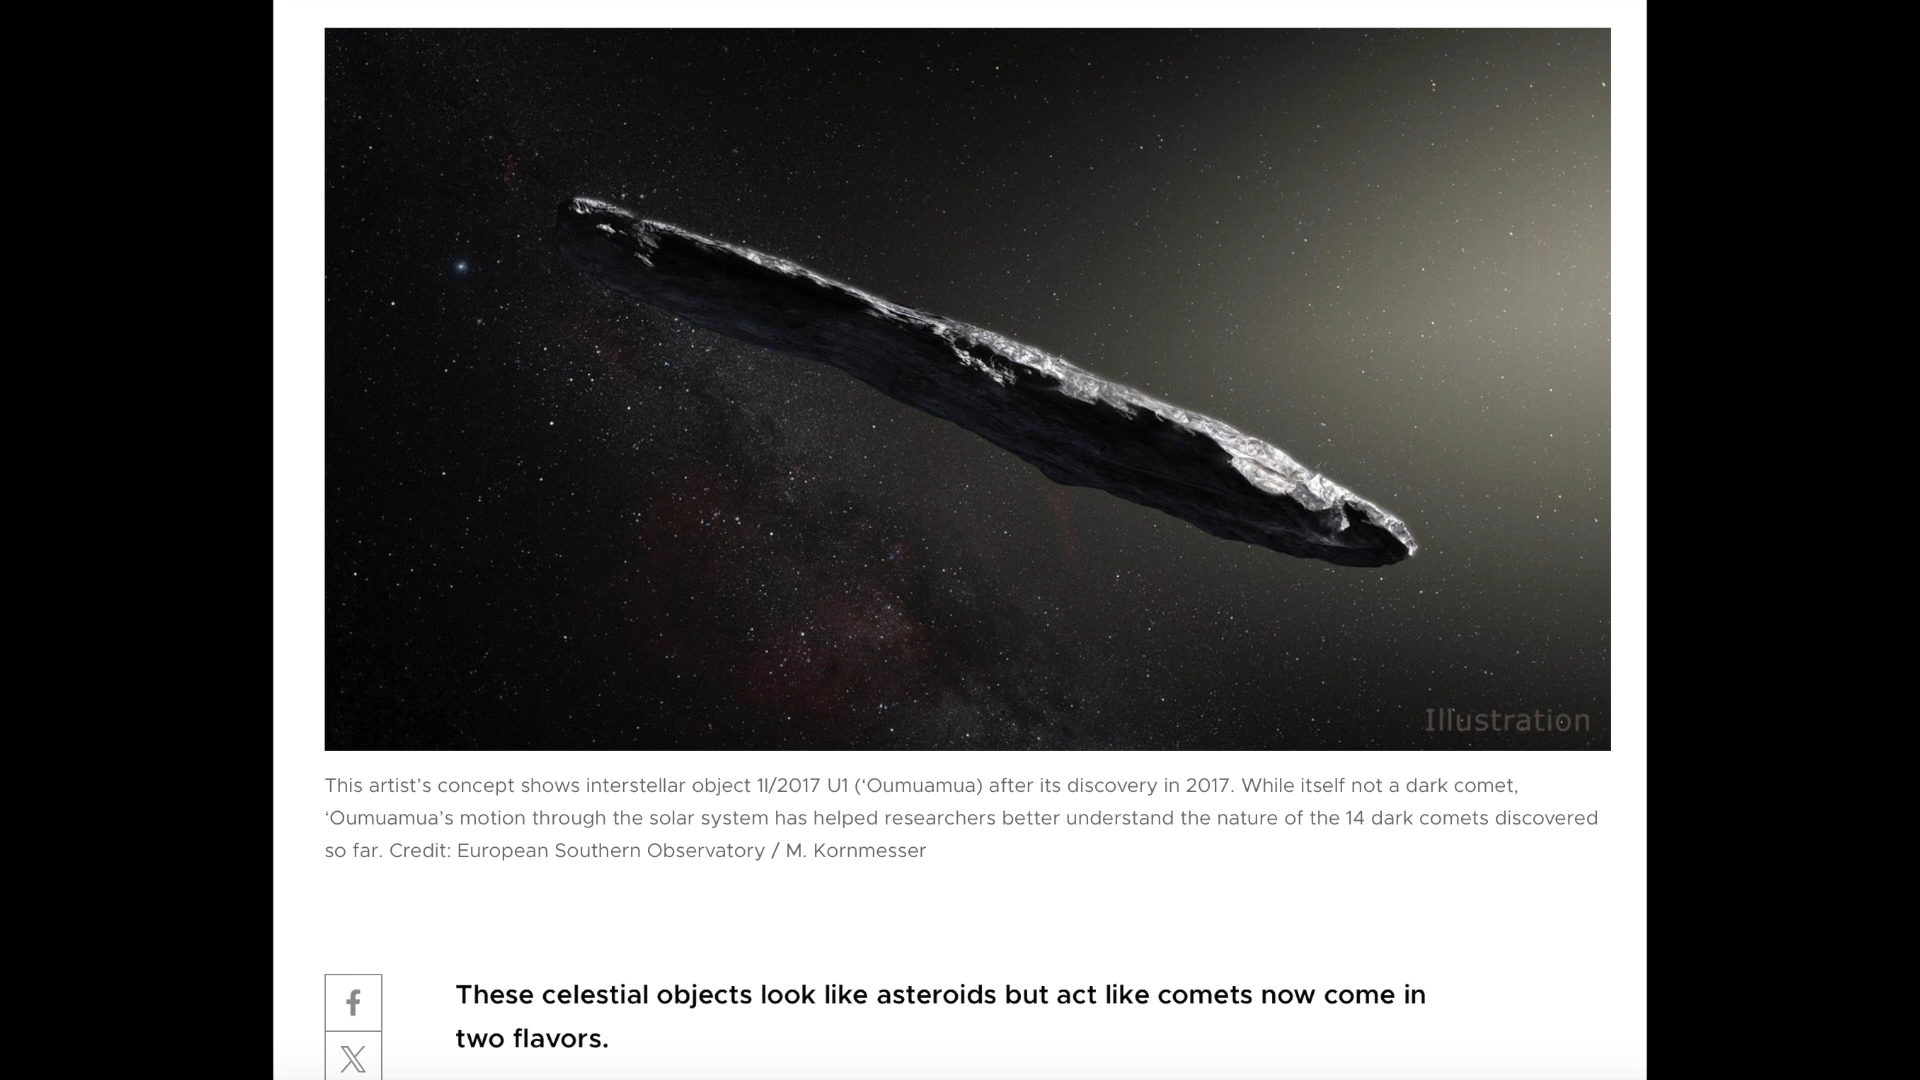 Illustration
This artist’s concept shows interstellar object 1I/2017 U1 (‘Oumuamua) after its discovery in 2017. While itself not a dark comet,
‘Oumuamua’s motion through the solar system has helped researchers better understand the nature of the 14 dark comets discovered
so far. Credit: European Southern Observatory / M. Kornmesser
These celestial objects look like asteroids but act like comets now come in
two flavors.